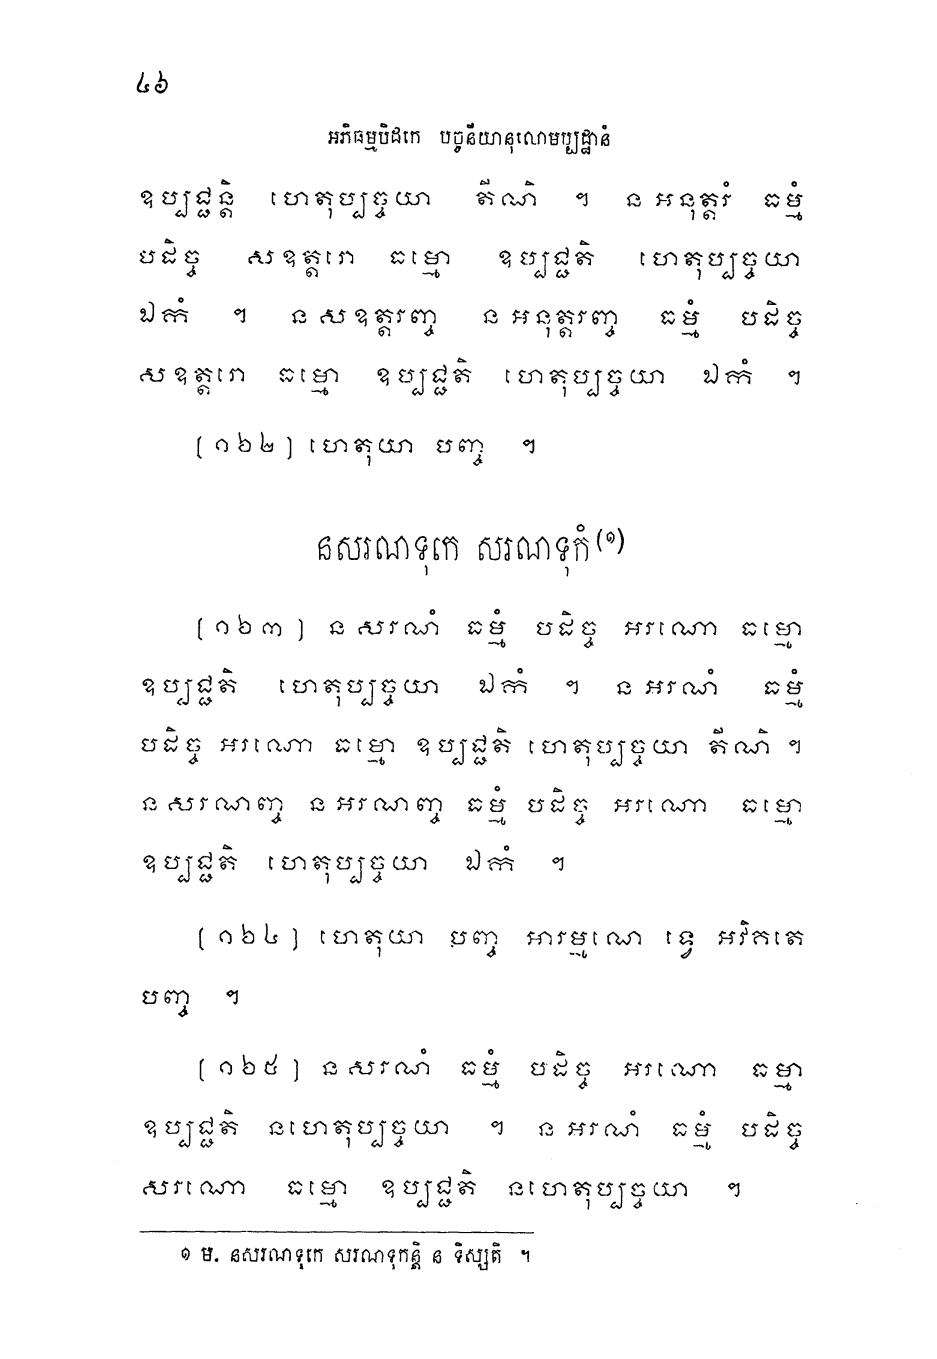 ៤៦
អភិធម្មបិដកេ បច្ចនីយានុលោមប្បដ្ឋានំ
ឧប្បជ្ជន្តិ ហេតុប្បច្ចយា តីណិ ។ ន អនុត្តរំ ធម្មំ
បដិច្ច សឧត្តរោ ធម្មោ ឧប្បជ្ជតិ ហេតុប្បច្ចយា
ឯកំ ។ ន សឧត្តរញ្ច ន អនុត្តរញ្ច ធម្មំ បដិច្ច
សឧត្តរោ ធម្មោ ឧប្បជ្ជតិ ហេតុប្បច្ចយា ឯកំ ។
[១៦២] ហេតុយា បញ្ច ។
នសរណទុកេ សរណទុកំ(១)
[១៦៣] ន សរណំ ធម្មំ បដិច្ច អរណោ ធម្មោ
ឧប្បជ្ជតិ ហេតុប្បច្ចយា ឯកំ ។ ន អរណំ ធម្មំ
បដិច្ច អរណោ ធម្មោ ឧប្បជ្ជតិ ហេតុប្បច្ចយា តីណិ ។
ន សរណញ្ច ន អរណញ្ច ធម្មំ បដិច្ច អរណោ ធម្មោ
ឧប្បជ្ជតិ ហេតុប្បច្ចយា ឯកំ ។
[១៦៤] ហេតុយា បញ្ច អារម្មណេ ទ្វេ អវិគតេ
បញ្ច ។
[១៦៥] ន សរណំ ធម្មំ បដិច្ច អរណោ ធម្មោ
ឧប្បជ្ជតិ នហេតុប្បច្ចយា ។ ន អរណំ ធម្មំ បដិច្ច
សរណោ ធម្មោ ឧប្បជ្ជតិ នហេតុប្បច្ចយា ។
១ ម. នសរណទុកេ សរណទុកន្តិ ន ទិស្សតិ ។